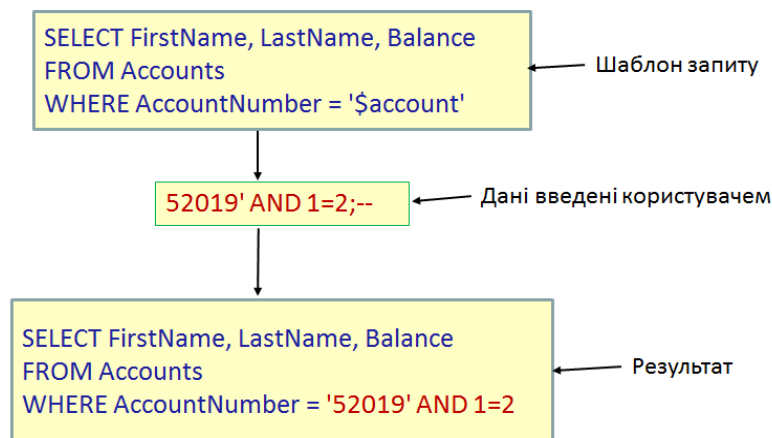 SELECT FirstName, LastName, Balance
FROM Accounts
WHERE AccountNumber = '$account'
Шаблон запиту
52019' AND 1=2;--
Дані введені користувачем
SELECT FirstName, LastName, Balance
FROM Accounts
WHERE AccountNumber = '52019' AND 1=2
Результат